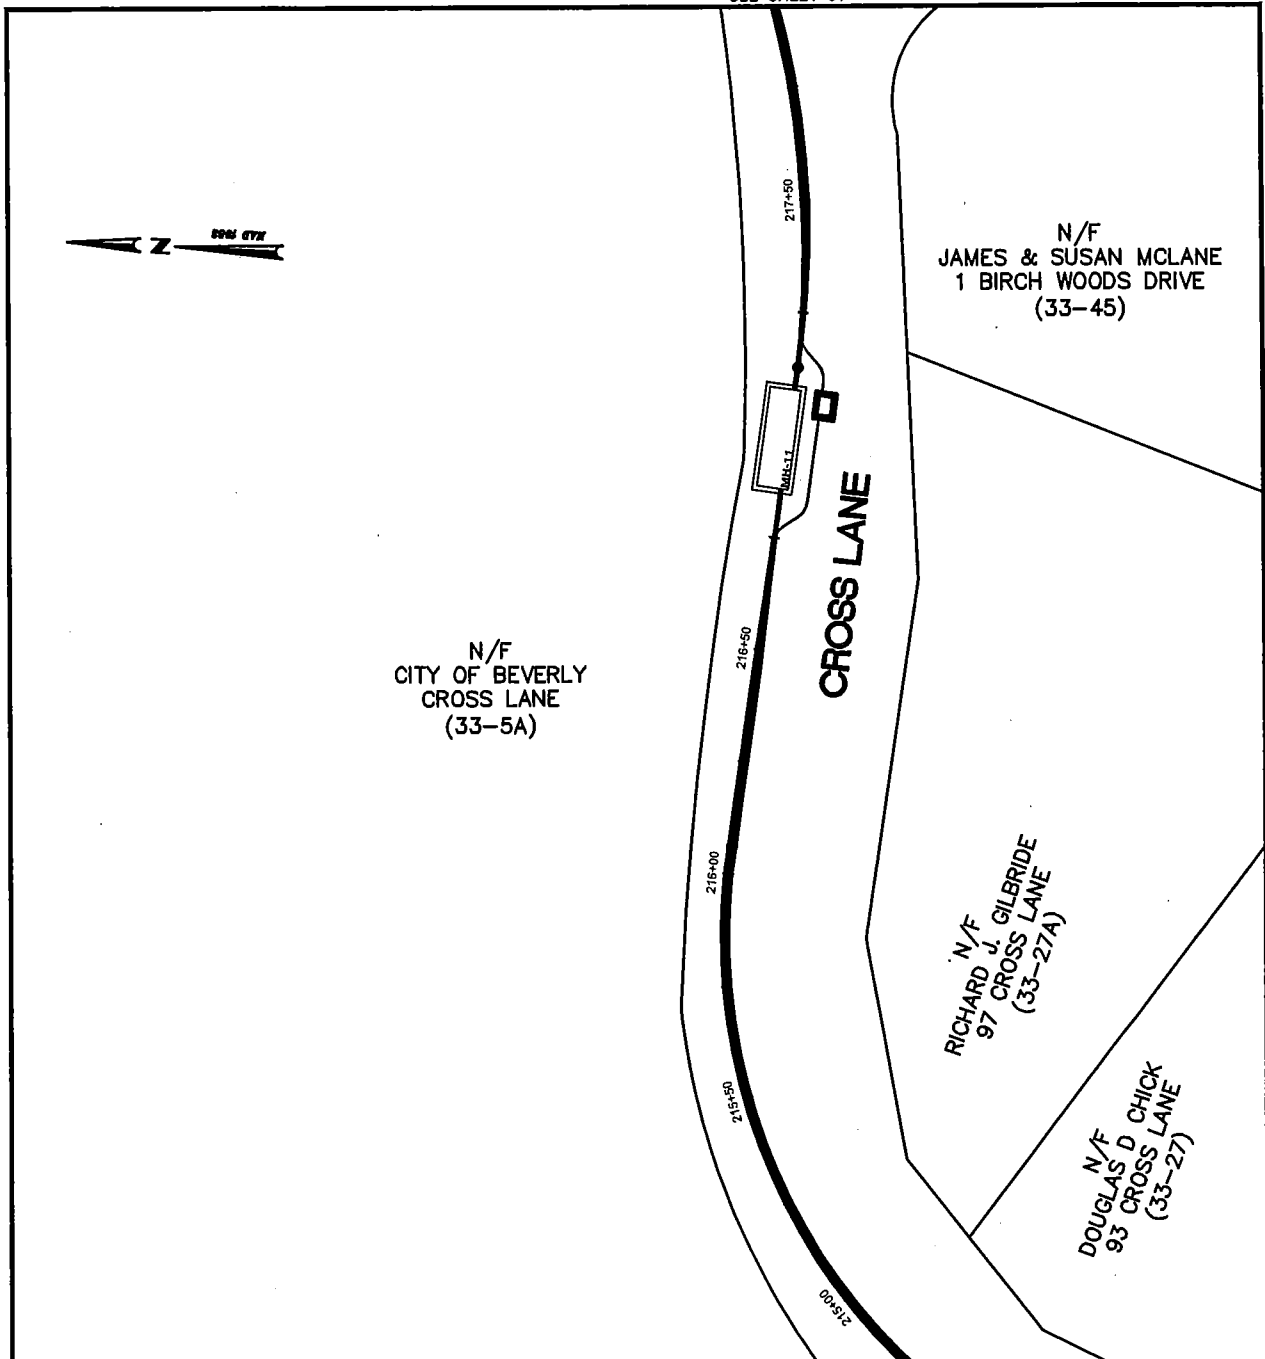 217+50
N
NAD 1983
N/F
JAMES & SUSAN MCLANE
1 BIRCH WOODS DRIVE
(33-45)
MH-11
CROSS LANE
216+50
N/F
CITY OF BEVERLY
CROSS LANE
(33-5A)
216+00
N/F
RICHARD J. GILBRIDE
97 CROSS LANE
(33-27A)
215+50
N/F
DOUGLAS D CHICK
93 CROSS LANE
(33-27)
215+00